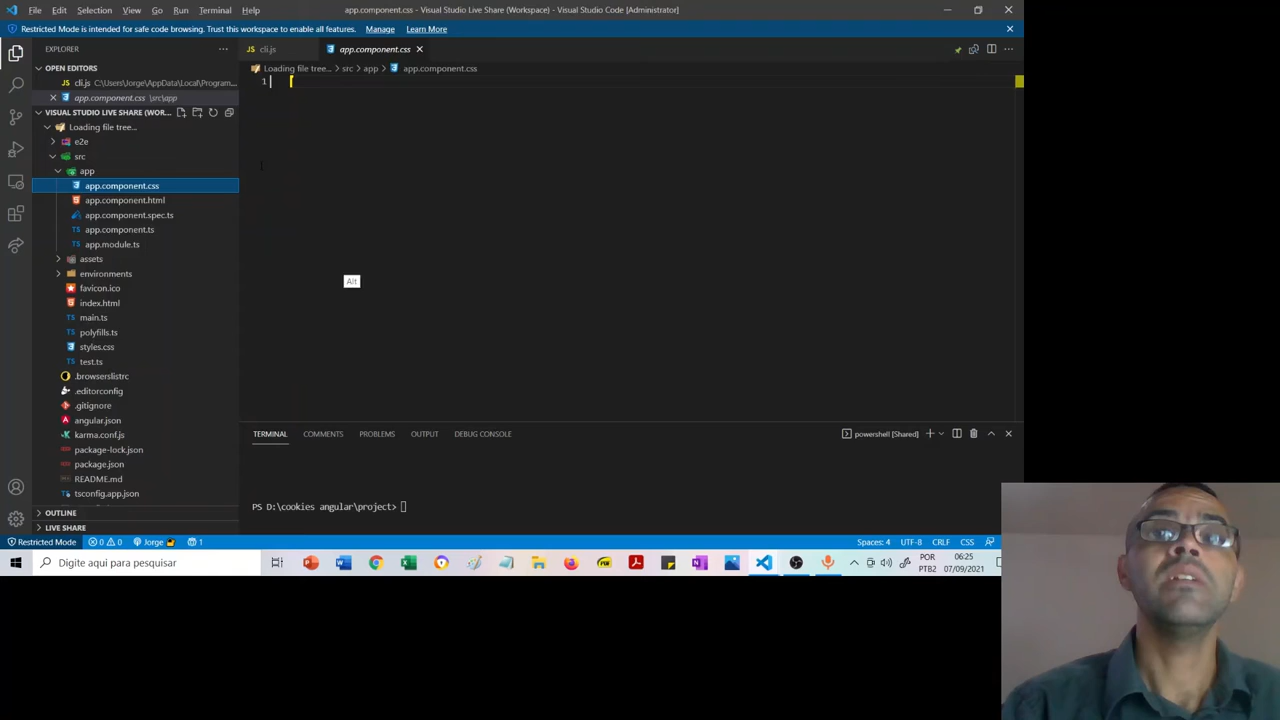 File Edit Selection View Go Run Terminal Help
app.component.css - Visual Studio Live Share (Workspace) - Visual Studio Code [Administrator]
Restricted Mode is intended for safe code browsing. Trust this workspace to enable all features. Manage Learn More
EXPLORER
cli.js
app.component.css
OPEN EDITORS
cli.js C:\Users\Jorge\AppData\Local\Program...
app.component.css \src\app
VISUAL STUDIO LIVE SHARE (WOR...
Loading file tree...
e2e
src
app
app.component.css
app.component.html
app.component.spec.ts
app.component.ts
app.module.ts
assets
environments
favicon.ico
index.html
main.ts
polyfills.ts
styles.css
test.ts
.browserslistrc
.editorconfig
.gitignore
angular.json
karma.conf.js
package-lock.json
package.json
README.md
tsconfig.app.json
OUTLINE
LIVE SHARE
Loading file tree... > src > app > app.component.css
1
Alt
TERMINAL COMMENTS PROBLEMS OUTPUT DEBUG CONSOLE
powershell [Shared]
PS D:\cookies angular\project>
Restricted Mode 0 0 Jorge 1
Spaces: 4 UTF-8 CRLF CSS
Digite aqui para pesquisar
POR
PTB2
06:25
07/09/2021